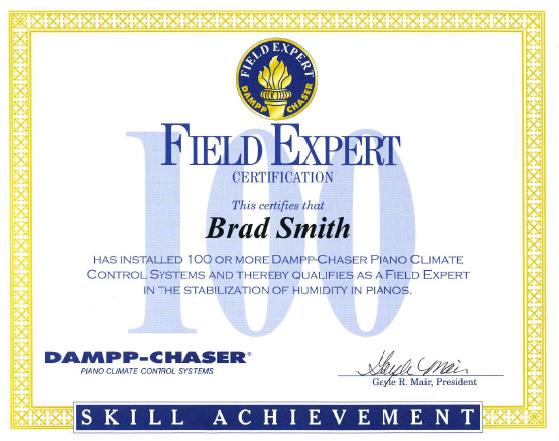 FIELD EXPERT
DAMPP CHASER
100
FIELD EXPERT
CERTIFICATION
This certifies that
Brad Smith
HAS INSTALLED 100 OR MORE DAMPP-CHASER PIANO CLIMATE
CONTROL SYSTEMS AND THEREBY QUALIFIES AS A FIELD EXPERT
IN THE STABILIZATION OF HUMIDITY IN PIANOS.
DAMPP-CHASER®
PIANO CLIMATE CONTROL SYSTEMS
Gayle R. Mair
Gayle R. Mair, President
SKILL ACHIEVEMENT